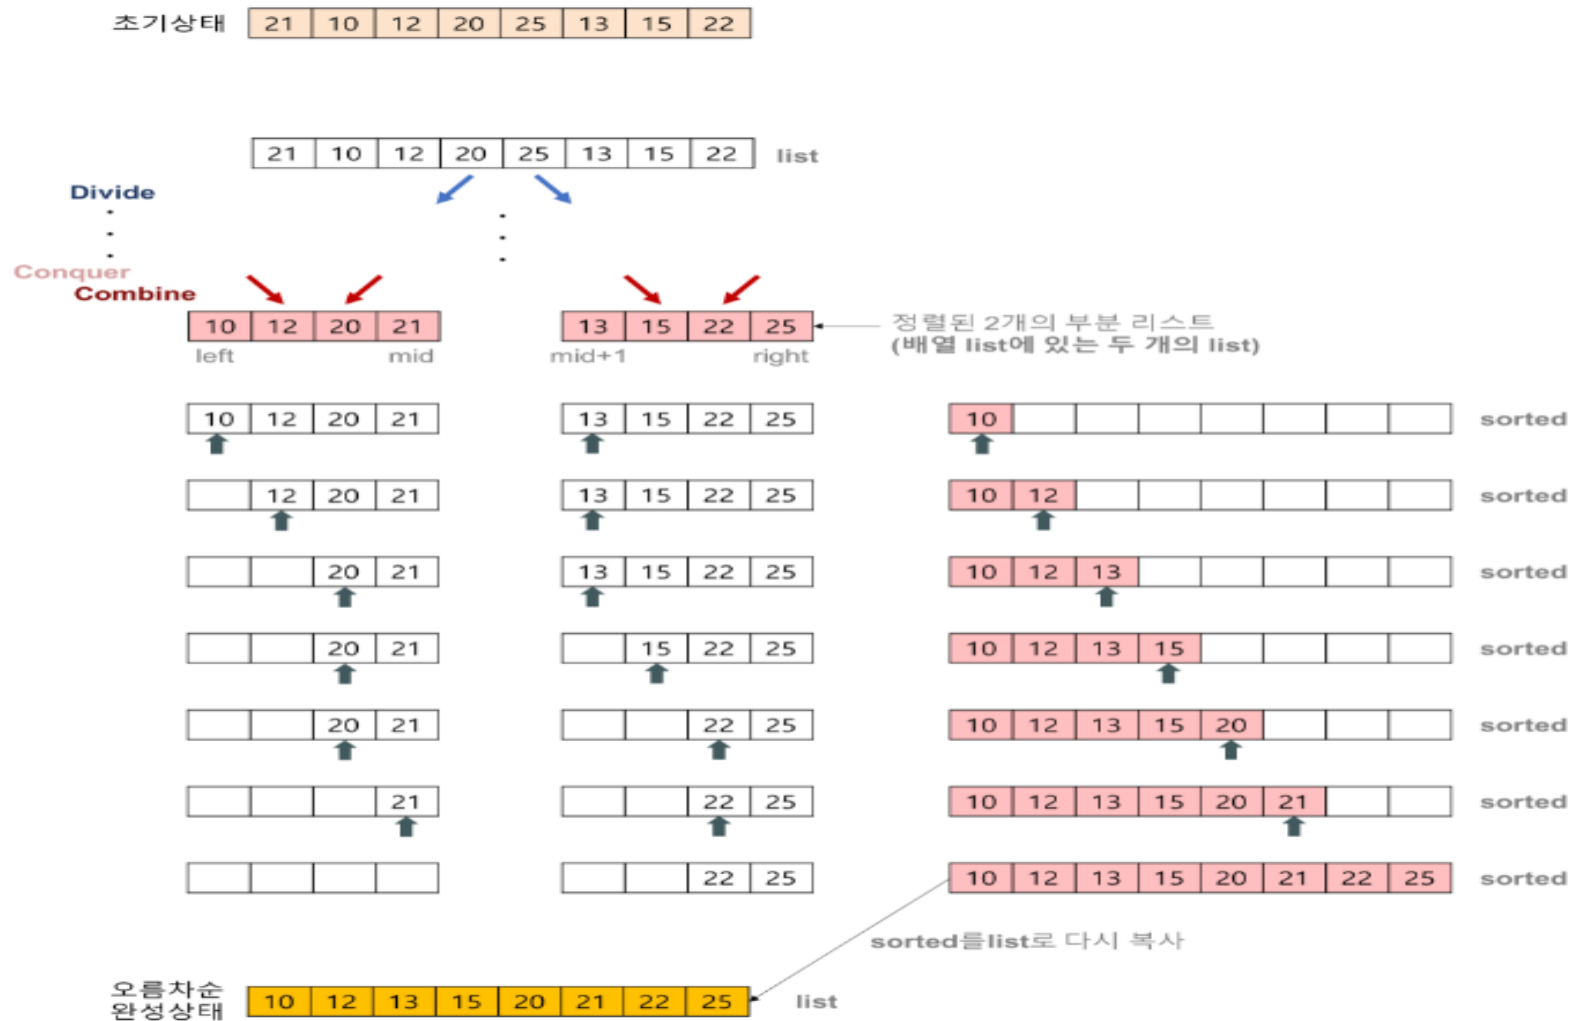 초기상태 21 10 12 20 25 13 15 22
21 10 12 20 25 13 15 22 list
Divide
Conquer
Combine
10 12 20 21 13 15 22 25 정렬된 2개의 부분 리스트
(배열 list에 있는 두 개의 list)
left mid mid+1 right
10 12 20 21 13 15 22 25 10 sorted
12 20 21 13 15 22 25 10 12 sorted
20 21 13 15 22 25 10 12 13 sorted
20 21 15 22 25 10 12 13 15 sorted
20 21 22 25 10 12 13 15 20 sorted
21 22 25 10 12 13 15 20 21 sorted
22 25 10 12 13 15 20 21 22 25 sorted
sorted를list로 다시 복사
오름차순
완성상태 10 12 13 15 20 21 22 25 list